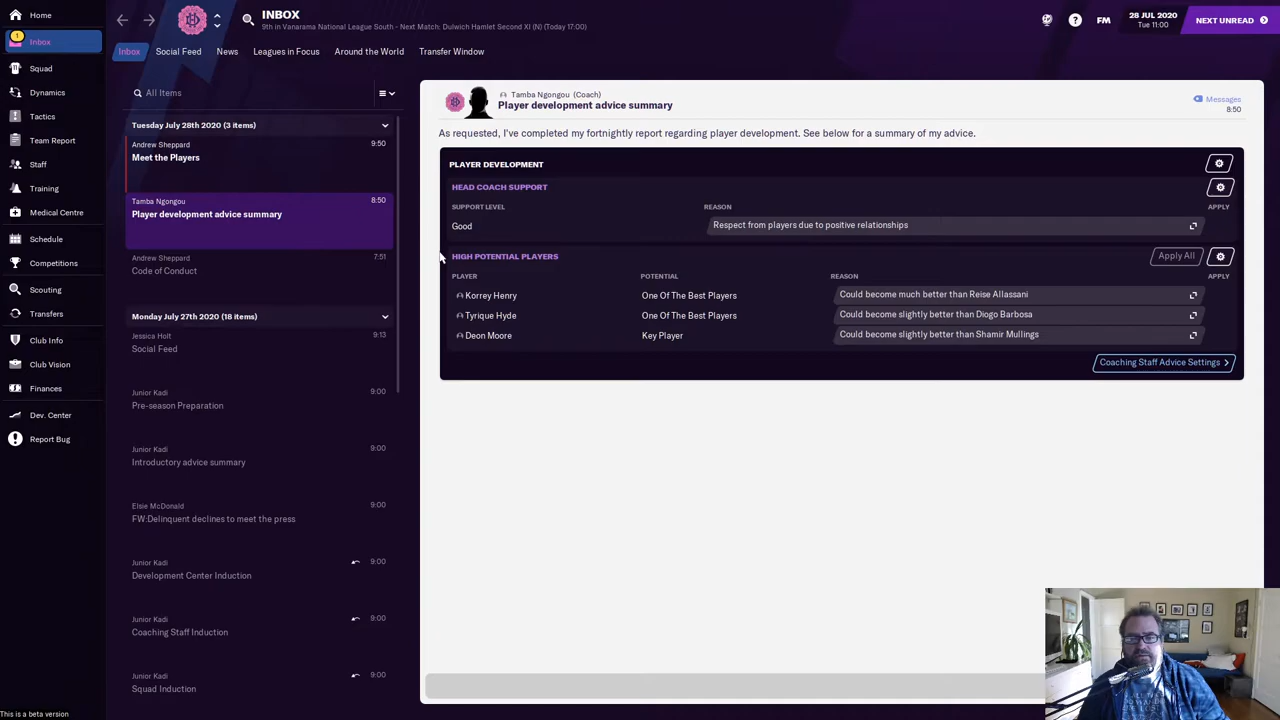 Home
INBOX
9th in Vanarama National League South - Next Match: Dulwich Hamlet Second XI (N) (Today 17:00)
FM
28 JUL 2020
Tue 11:00
NEXT UNREAD
1
Inbox
Squad
Dynamics
Tactics
Team Report
Staff
Training
Medical Centre
Schedule
Competitions
Scouting
Transfers
Club Info
Club Vision
Finances
Dev. Center
Report Bug
This is a beta version
Inbox
Social Feed
News
Leagues in Focus
Around the World
Transfer Window
All Items
Tuesday July 28th 2020 (3 items)
Andrew Sheppard 9:50
Meet the Players
Tamba Ngongou 8:50
Player development advice summary
Andrew Sheppard 7:51
Code of Conduct
Monday July 27th 2020 (18 items)
Jessica Holt 9:13
Social Feed
Junior Kadi 9:00
Pre-season Preparation
Junior Kadi 9:00
Introductory advice summary
Elsie McDonald 9:00
FW:Delinquent declines to meet the press
Junior Kadi 9:00
Development Center Induction
Junior Kadi 9:00
Coaching Staff Induction
Junior Kadi 9:00
Squad Induction
Tamba Ngongou (Coach)
Player development advice summary
Messages
8:50
As requested, I've completed my fortnightly report regarding player development. See below for a summary of my advice.
PLAYER DEVELOPMENT
HEAD COACH SUPPORT
SUPPORT LEVEL REASON APPLY
Good Respect from players due to positive relationships
HIGH POTENTIAL PLAYERS Apply All
PLAYER POTENTIAL REASON APPLY
Korrey Henry One Of The Best Players Could become much better than Reise Allassani
Tyrique Hyde One Of The Best Players Could become slightly better than Diogo Barbosa
Deon Moore Key Player Could become slightly better than Shamir Mullings
Coaching Staff Advice Settings